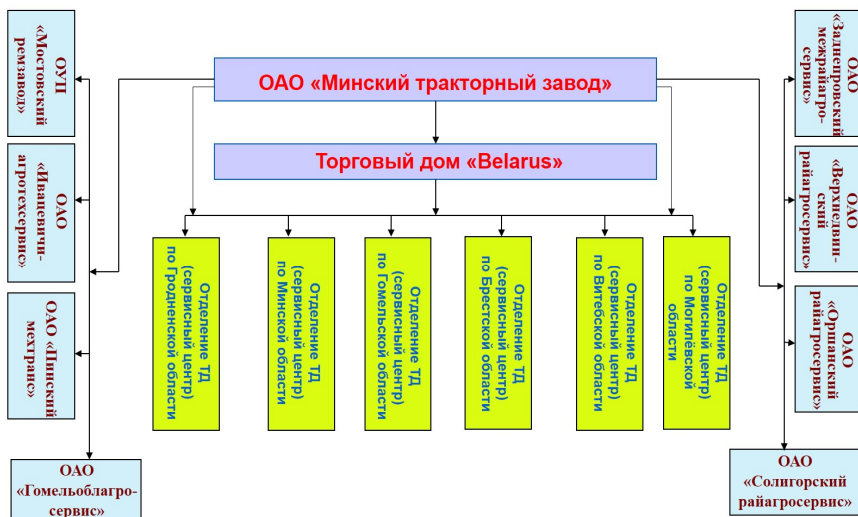 ОАО «Минский тракторный завод»
Торговый дом «Belarus»
ОУП
«Мостовский
ремзавод»
ОАО
«Ивацевичи-
агротехсервис»
ОАО «Пинский
мехтранс»
ОАО
«Гомельоблагро-
сервис»
Отделение ТД
(сервисный центр)
по Гродненской области
Отделение ТД
(сервисный центр)
по Минской области
Отделение ТД
(сервисный центр)
по Гомельской области
Отделение ТД
(сервисный центр)
по Брестской области
Отделение ТД
(сервисный центр)
по Витебской области
Отделение ТД
(сервисный центр)
по Могилёвской
области
ОАО
«Заднепровский
межрайагро-
сервис»
ОАО
«Верхнедвин-
ский
райагросервис»
ОАО
«Оршанский
райагросервис»
ОАО
«Солигорский
райагросервис»